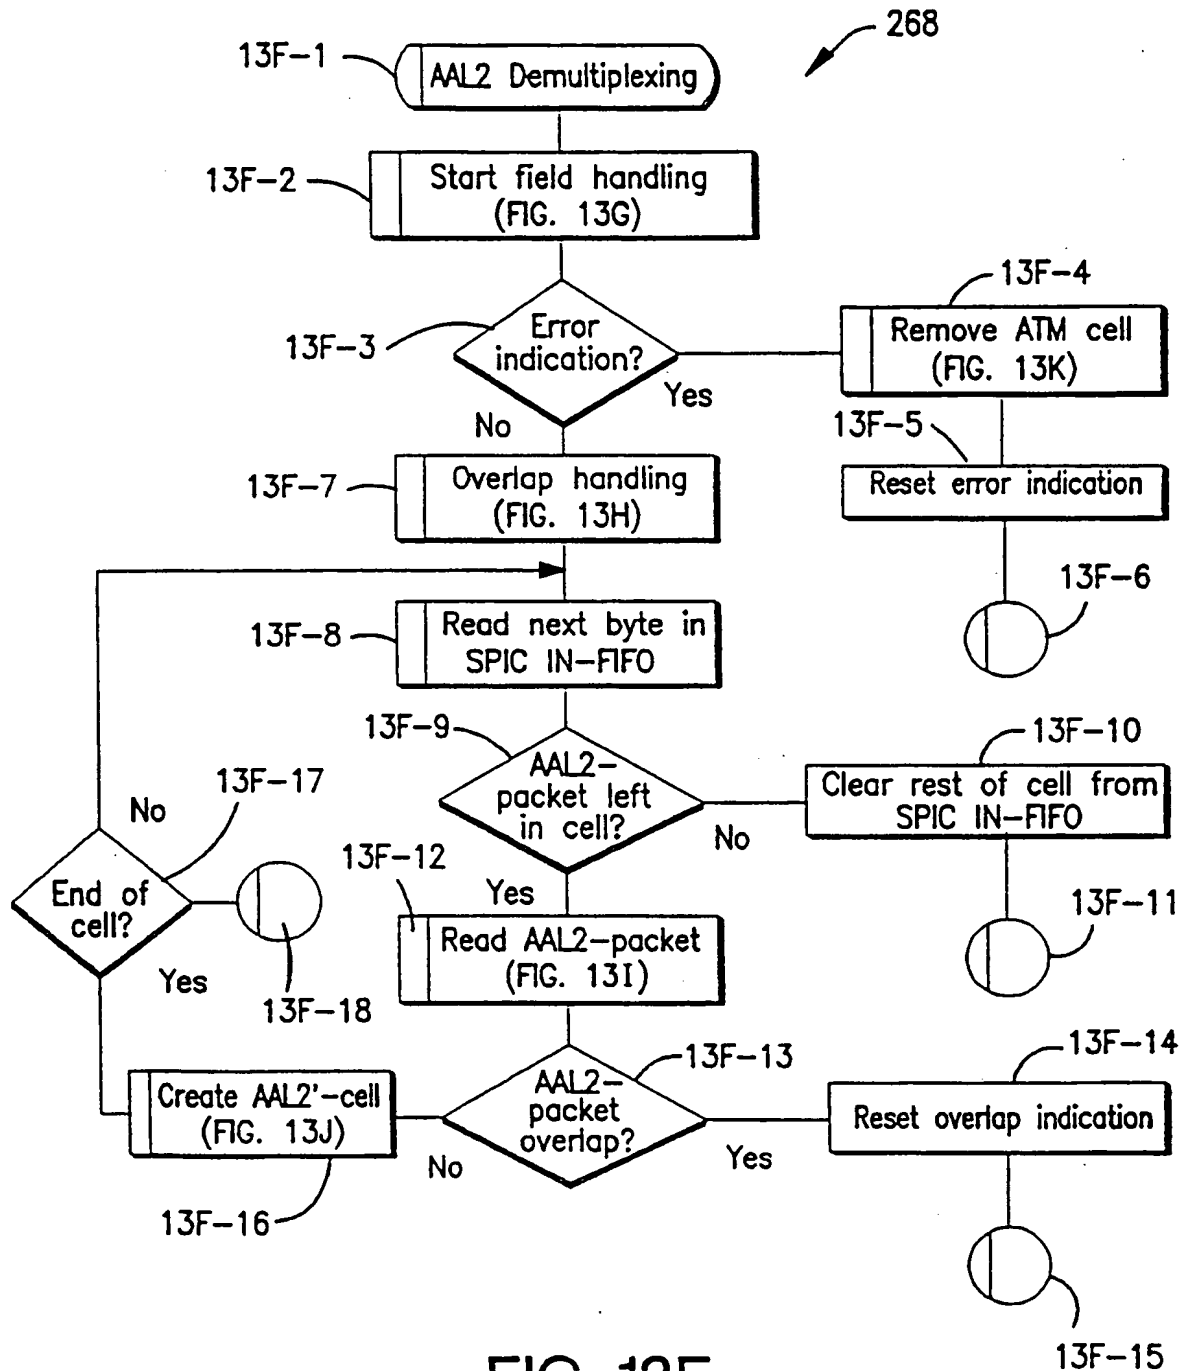 268
13F-1
AAL2 Demultiplexing
13F-2
Start field handling
(FIG. 13G)
13F-3
Error
indication?
Yes
No
13F-4
Remove ATM cell
(FIG. 13K)
13F-5
Reset error indication
13F-6
13F-7
Overlap handling
(FIG. 13H)
13F-8
Read next byte in
SPIC IN-FIFO
13F-9
AAL2-
packet left
in cell?
No
Yes
13F-10
Clear rest of cell from
SPIC IN-FIFO
13F-11
13F-12
Read AAL2-packet
(FIG. 13I)
13F-13
AAL2-
packet
overlap?
No
Yes
13F-14
Reset overlap indication
13F-15
Create AAL2'-cell
(FIG. 13J)
13F-16
13F-17
No
End of
cell?
Yes
13F-18
FIG. 13F